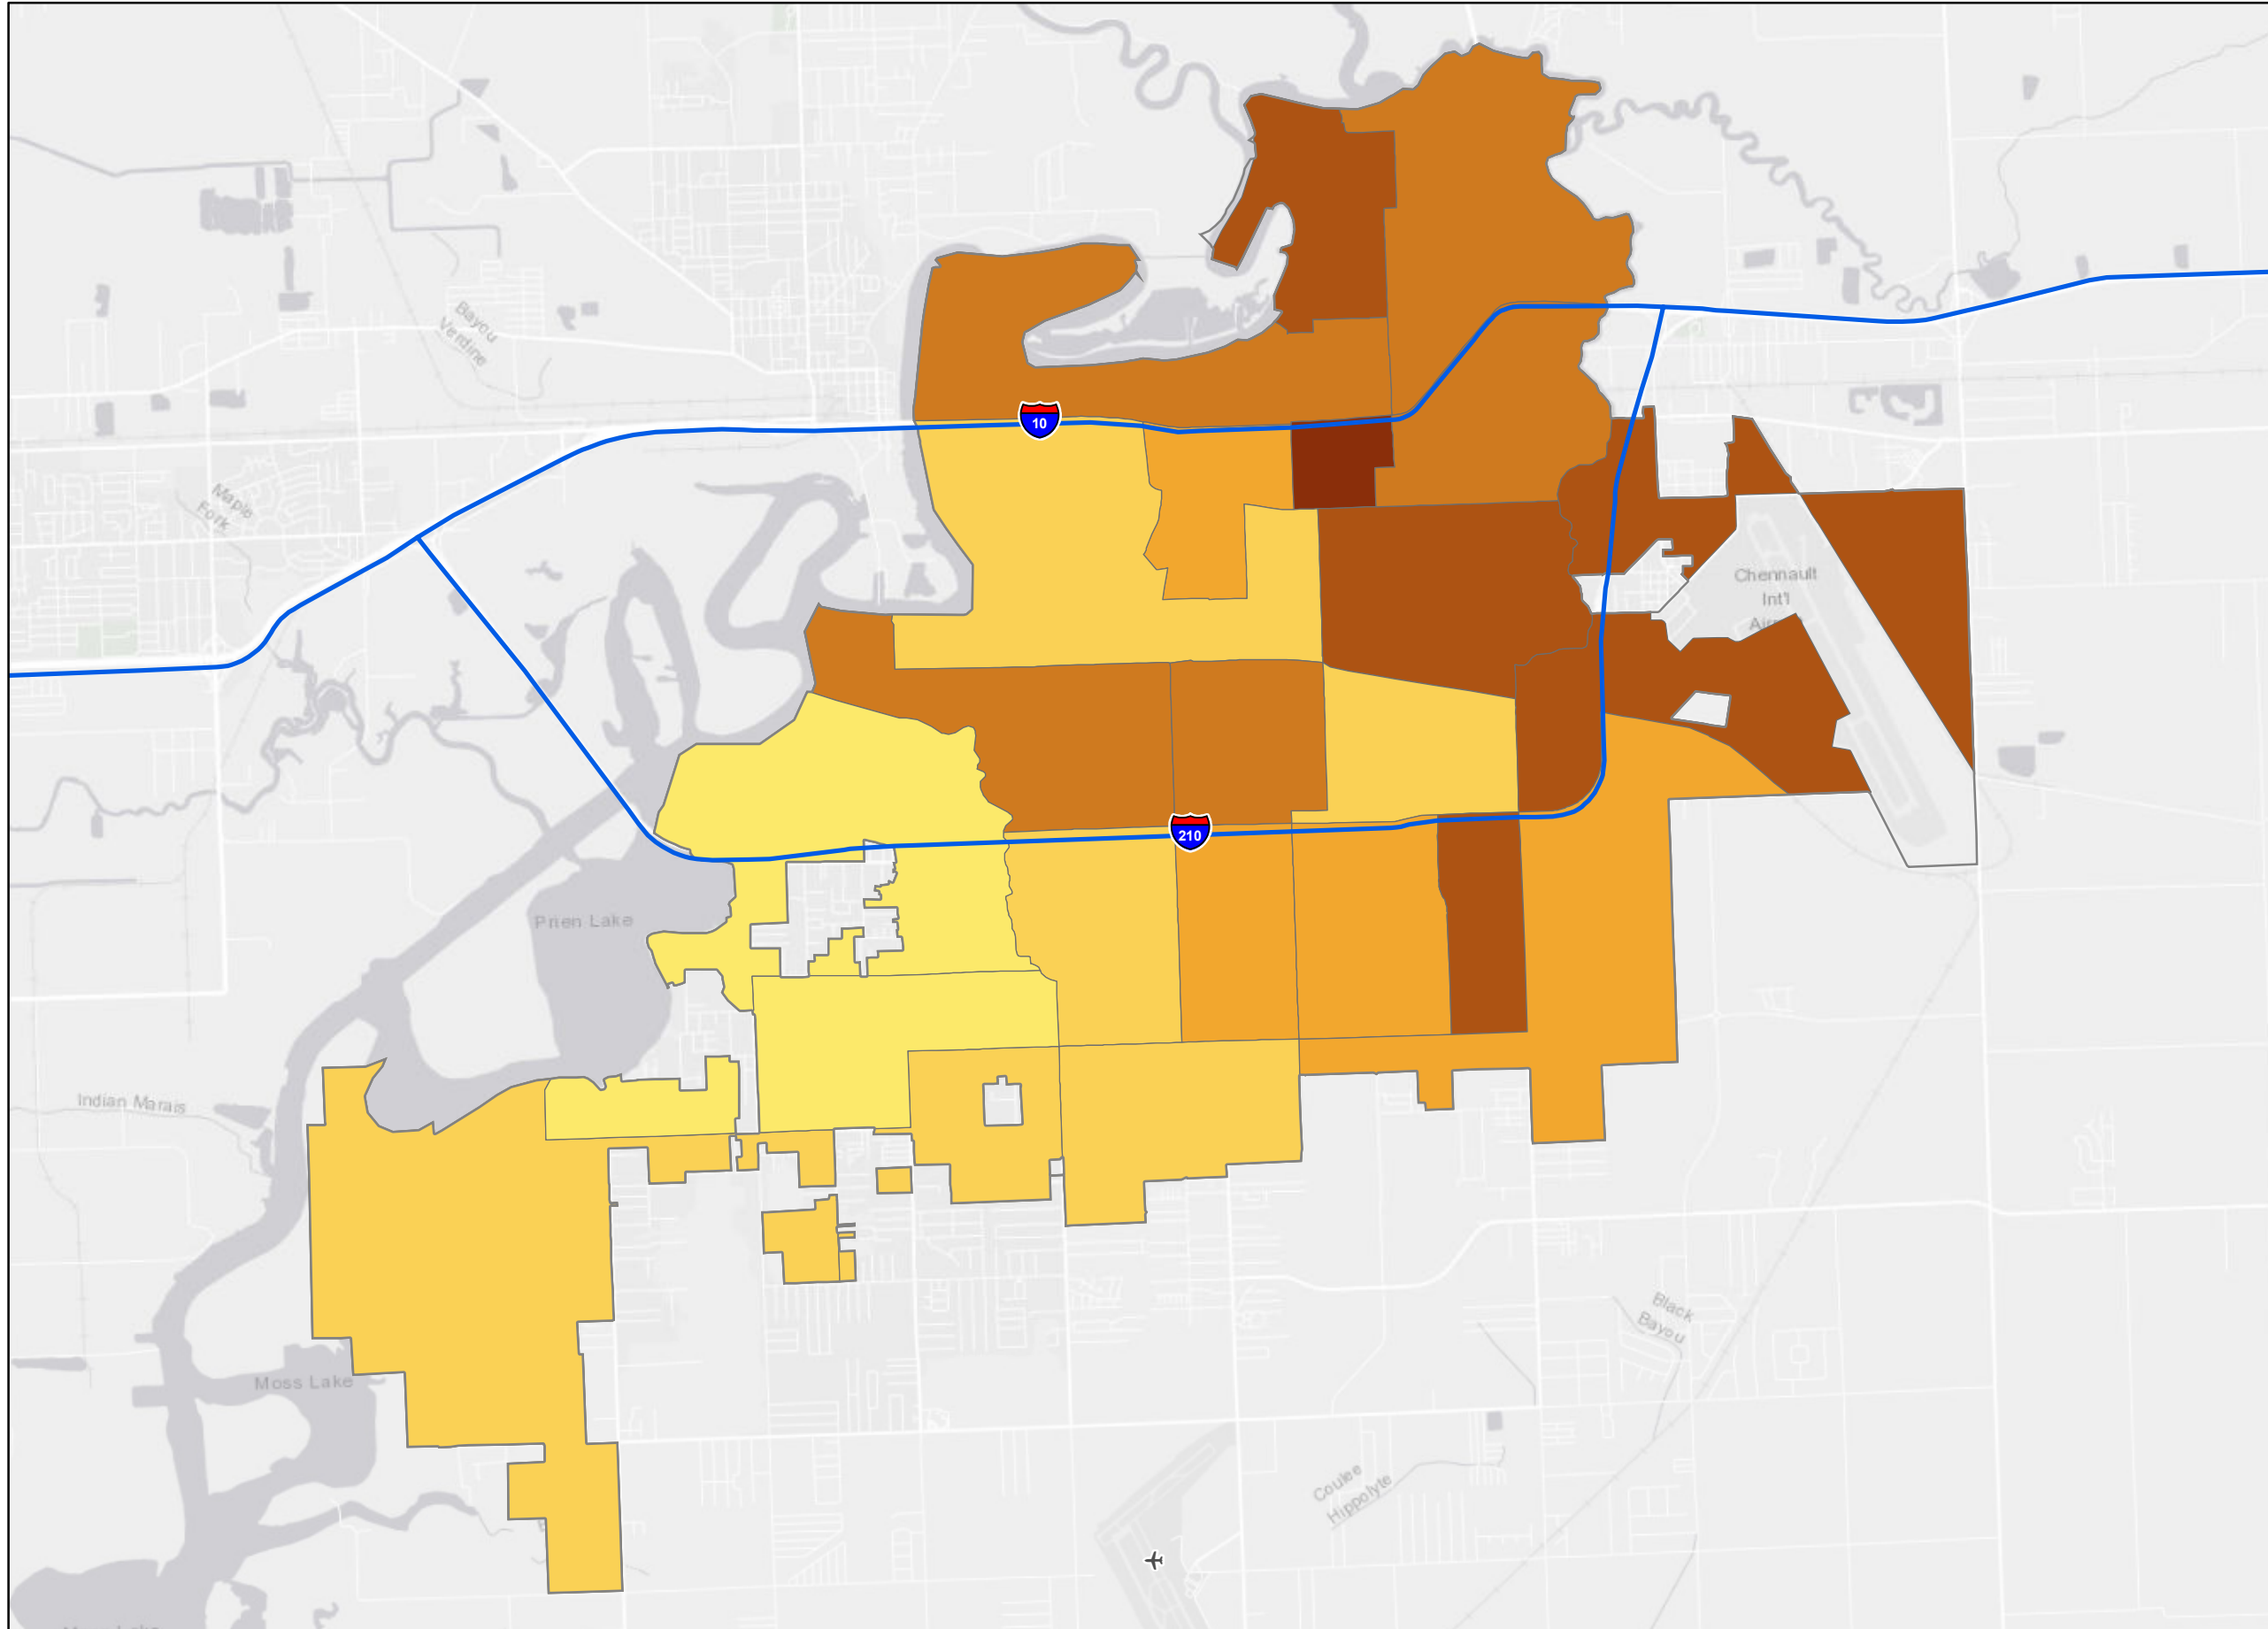 Bayou
Verdine
10
Maple
Fork
Chennault
Int'l
210
Prien Lake
Indian Marais
Black
Bayou
Moss Lake
Coulee
Hippolyte